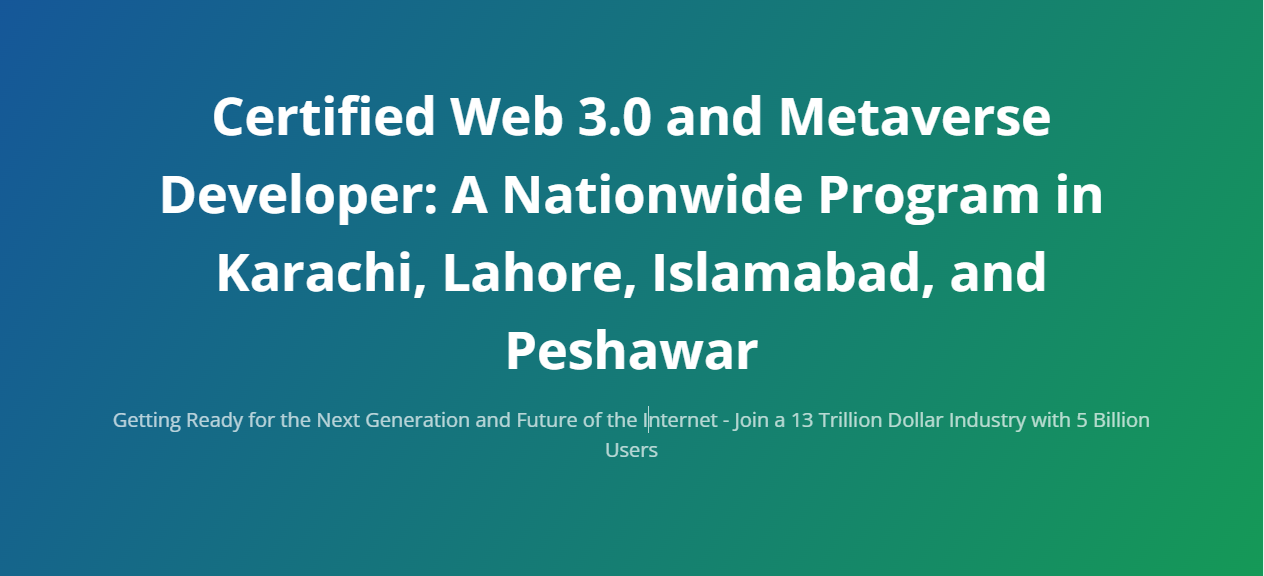 Certified Web 3.0 and Metaverse
Developer: A Nationwide Program in
Karachi, Lahore, Islamabad, and
Peshawar
Getting Ready for the Next Generation and Future of the Internet - Join a 13 Trillion Dollar Industry with 5 Billion
Users